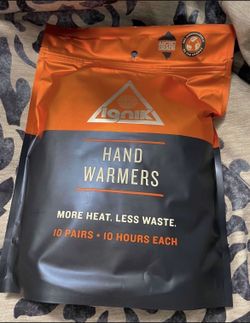 ignik
HAND
WARMERS
MORE HEAT. LESS WASTE.
10 PAIRS • 10 HOURS EACH